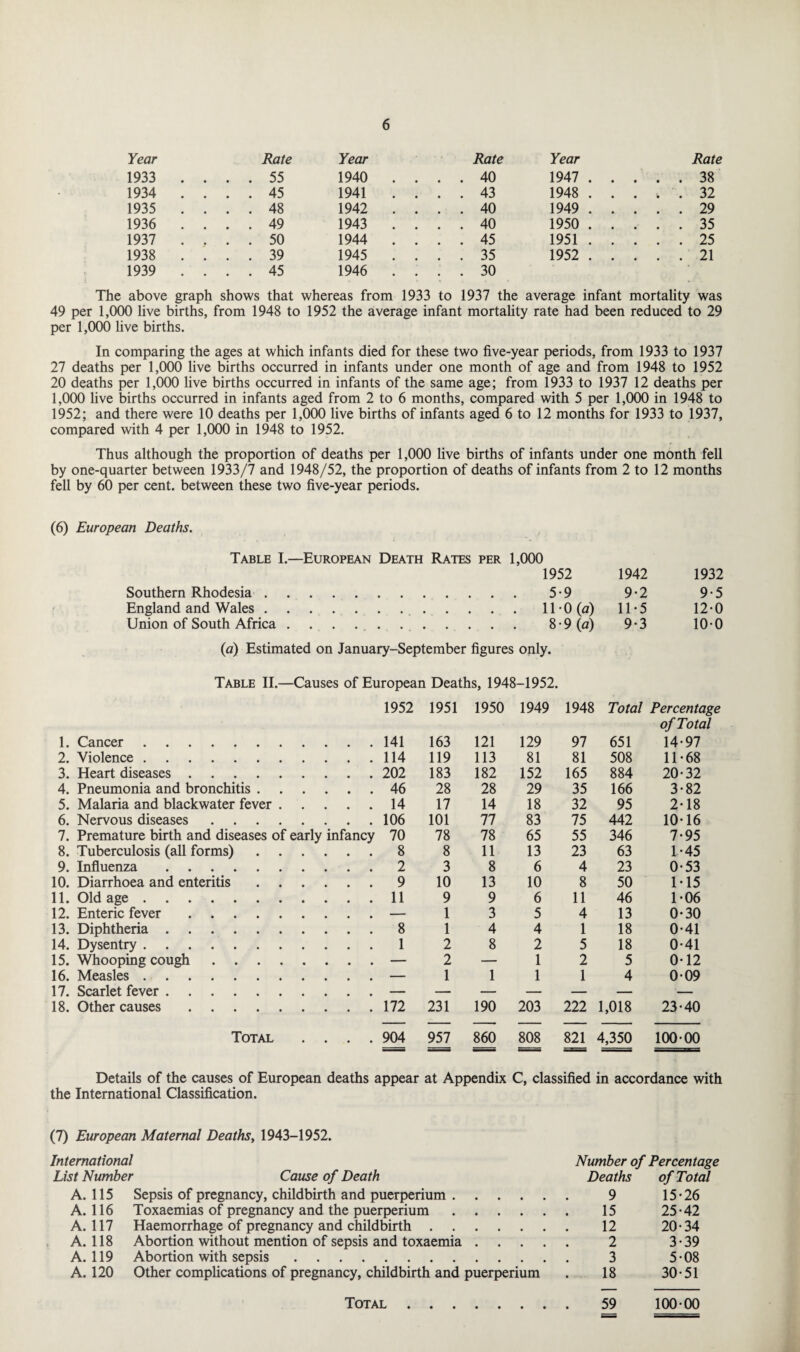 6
Year Rate Year Rate Year Rate
1933 . . . . 55 1940 . . . . 40 1947 . . . . . 38
1934 . . . . 45 1941 . . . . 43 1948 . . . . . 32
1935 . . . . 48 1942 . . . . 40 1949 . . . . . 29
1936 . . . . 49 1943 . . . . 40 1950 . . . . . 35
1937 . . . . 50 1944 . . . . 45 1951 . . . . . 25
1938 . . . . 39 1945 . . . . 35 1952 . . . . . 21
1939 . . . . 45 1946 . . . . 30
The above graph shows that whereas from 1933 to 1937 the average infant mortality was
49 per 1,000 live births, from 1948 to 1952 the average infant mortality rate had been reduced to 29
per 1,000 live births.
In comparing the ages at which infants died for these two five-year periods, from 1933 to 1937
27 deaths per 1,000 live births occurred in infants under one month of age and from 1948 to 1952
20 deaths per 1,000 live births occurred in infants of the same age; from 1933 to 1937 12 deaths per
1,000 live births occurred in infants aged from 2 to 6 months, compared with 5 per 1,000 in 1948 to
1952; and there were 10 deaths per 1,000 live births of infants aged 6 to 12 months for 1933 to 1937,
compared with 4 per 1,000 in 1948 to 1952.
Thus although the proportion of deaths per 1,000 live births of infants under one month fell
by one-quarter between 1933/7 and 1948/52, the proportion of deaths of infants from 2 to 12 months
fell by 60 per cent. between these two five-year periods.
(6) European Deaths.
Table I.—European Death Rates per 1,000
1952 1942 1932
Southern Rhodesia . . . . . . . . . . . . 5·9 9·2 9·5
England and Wales . . . . . . . . . . . . 11·0 (a) 11·5 12·0
Union of South Africa . . . . . . . . . . . 8·9 (a) 9·3 10·0
(a) Estimated on January–September figures only.
Table II.—Causes of European Deaths, 1948–1952.
1952 1951 1950 1949 1948 Total Percentage
of Total
1. Cancer . . . . . . . . . . . 141 163 121 129 97 651 14·97
2. Violence . . . . . . . . . . . 114 119 113 81 81 508 11·68
3. Heart diseases . . . . . . . . . 202 183 182 152 165 884 20·32
4. Pneumonia and bronchitis . . . . . . 46 28 28 29 35 166 3·82
5. Malaria and blackwater fever . . . . . 14 17 14 18 32 95 2·18
6. Nervous diseases . . . . . . . . 106 101 77 83 75 442 10·16
7. Premature birth and diseases of early infancy 70 78 78 65 55 346 7·95
8. Tuberculosis (all forms) . . . . . . 8 8 11 13 23 63 1·45
9. Influenza . . . . . . . . . . 2 3 8 6 4 23 0·53
10. Diarrhoea and enteritis . . . . . . 9 10 13 10 8 50 1·15
11. Old age . . . . . . . . . . . 11 9 9 6 11 46 1·06
12. Enteric fever . . . . . . . . . — 1 3 5 4 13 0·30
13. Diphtheria . . . . . . . . . . 8 1 4 4 1 18 0·41
14. Dysentry . . . . . . . . . . . 1 2 8 2 5 18 0·41
15. Whooping cough . . . . . . . . — 2 — 1 2 5 0·12
16. Measles . . . . . . . . . . . — 1 1 1 1 4 0·09
17. Scarlet fever . . . . . . . . . . — — — — — — —
18. Other causes . . . . . . . . . 172 231 190 203 222 1,018 23·40
Total . . . . 904 957 860 808 821 4,350 100·00
Details of the causes of European deaths appear at Appendix C, classified in accordance with
the International Classification.
(7) European Maternal Deaths, 1943–1952.
International Number of Percentage
List Number Cause of Death Deaths of Total
A. 115 Sepsis of pregnancy, childbirth and puerperium . . . . . . 9 15·26
A. 116 Toxaemias of pregnancy and the puerperium . . . . . . 15 25·42
A. 117 Haemorrhage of pregnancy and childbirth . . . . . . . 12 20·34
A. 118 Abortion without mention of sepsis and toxaemia . . . . . 2 3·39
A. 119 Abortion with sepsis . . . . . . . . . . . . . 3 5·08
A. 120 Other complications of pregnancy, childbirth and puerperium . 18 30·51
Total . . . . . . . . 59 100·00